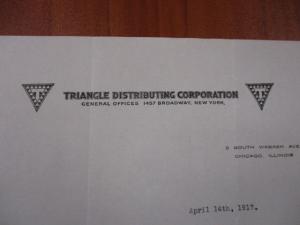 TRIANGLE DISTRIBUTING CORPORATION
GENERAL OFFICES 1457 BROADWAY, NEW YORK,
5 SOUTH WABASH AVE
CHICAGO, ILLINOIS
April 14th, 1917.